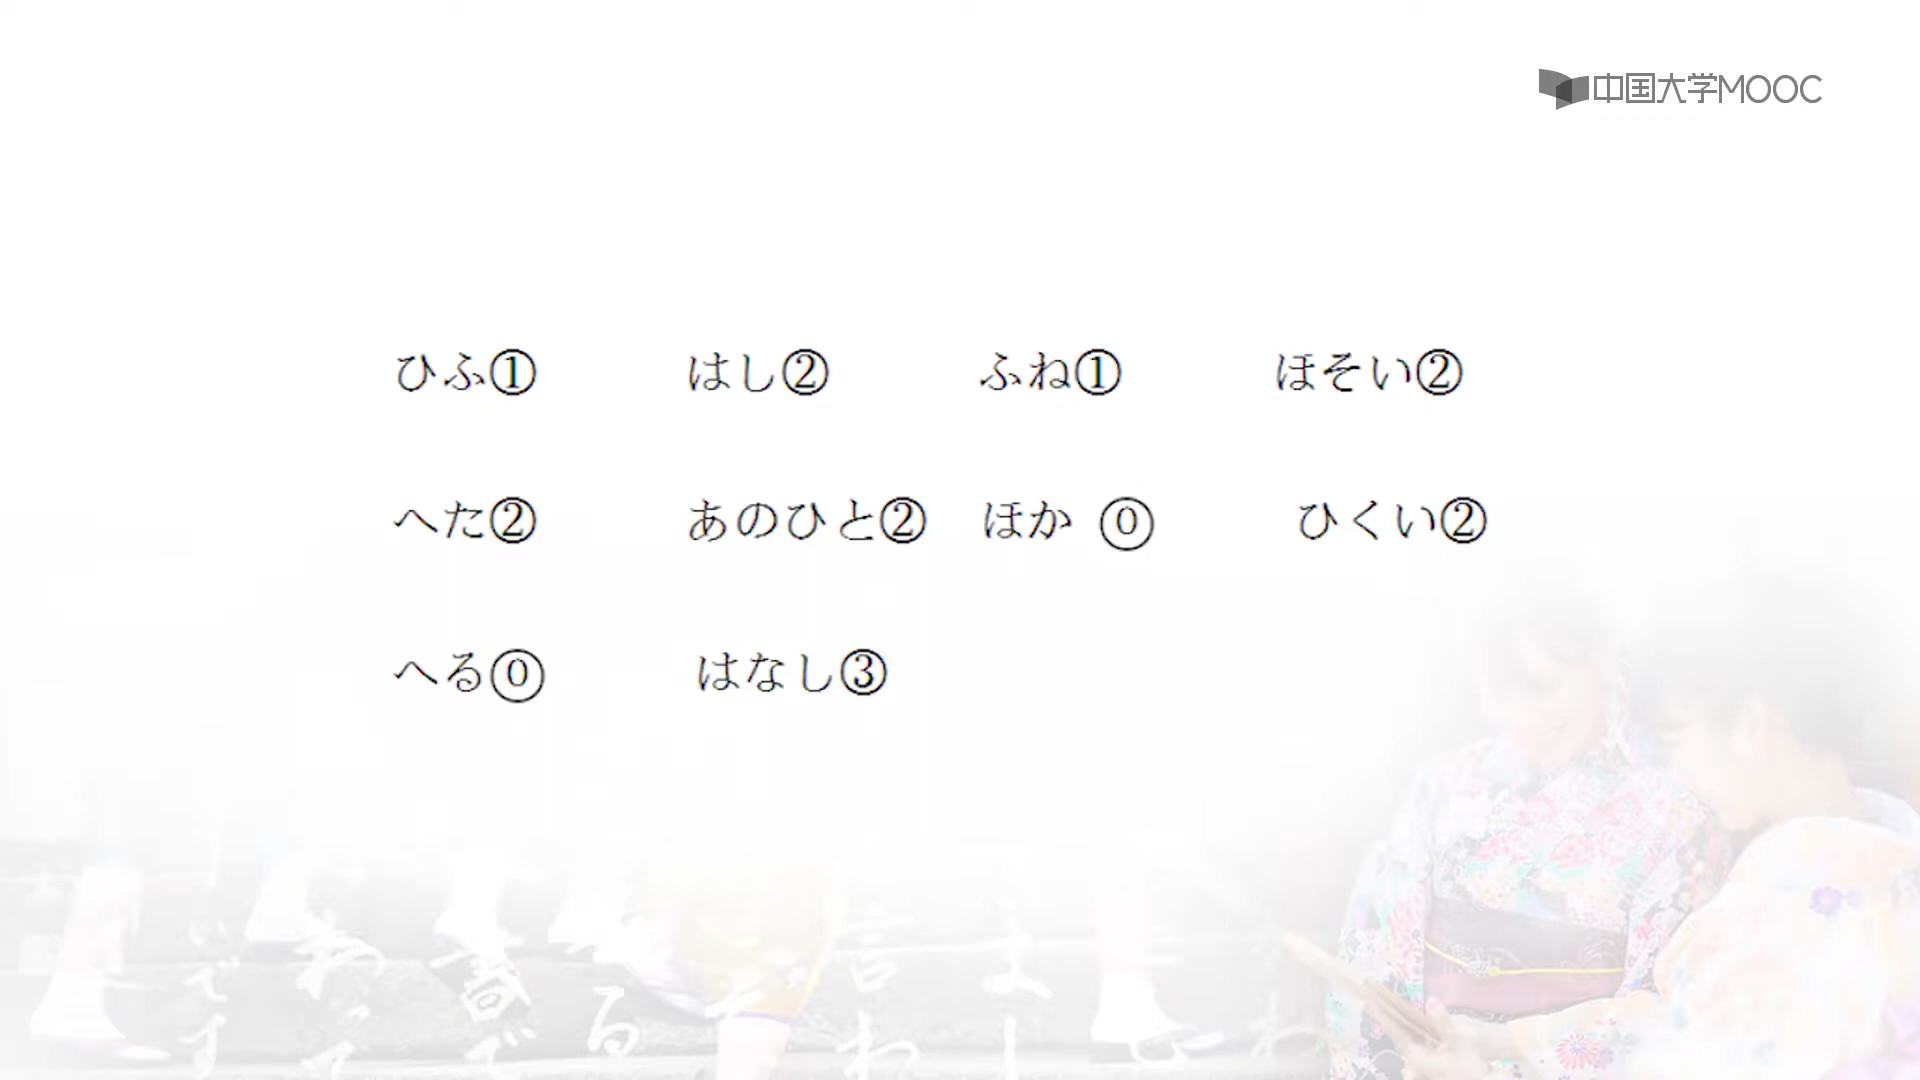 中国大学MOOC
ひふ① はし② ふね① ほそい②
へた② あのひと② ほか ⓪ ひくい②
へる⓪ はなし③